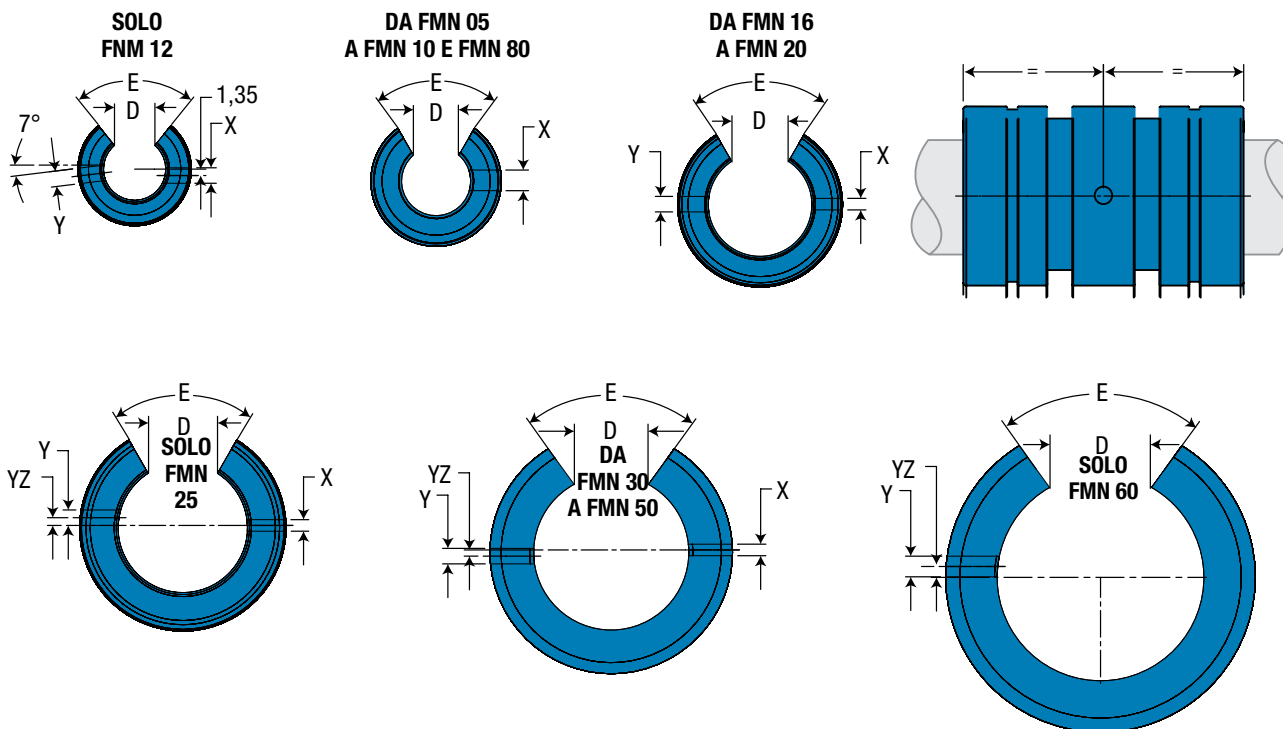 SOLO
FNM 12
E
D
1,35
X
7°
Y
DA FMN 05
A FMN 10 E FMN 80
E
D
X
DA FMN 16
A FMN 20
E
D
Y
X
=
=
E
D
SOLO
FMN
25
Y
YZ
X
E
D
DA
FMN 30
A FMN 50
YZ
Y
X
E
D
SOLO
FMN 60
YZ
Y